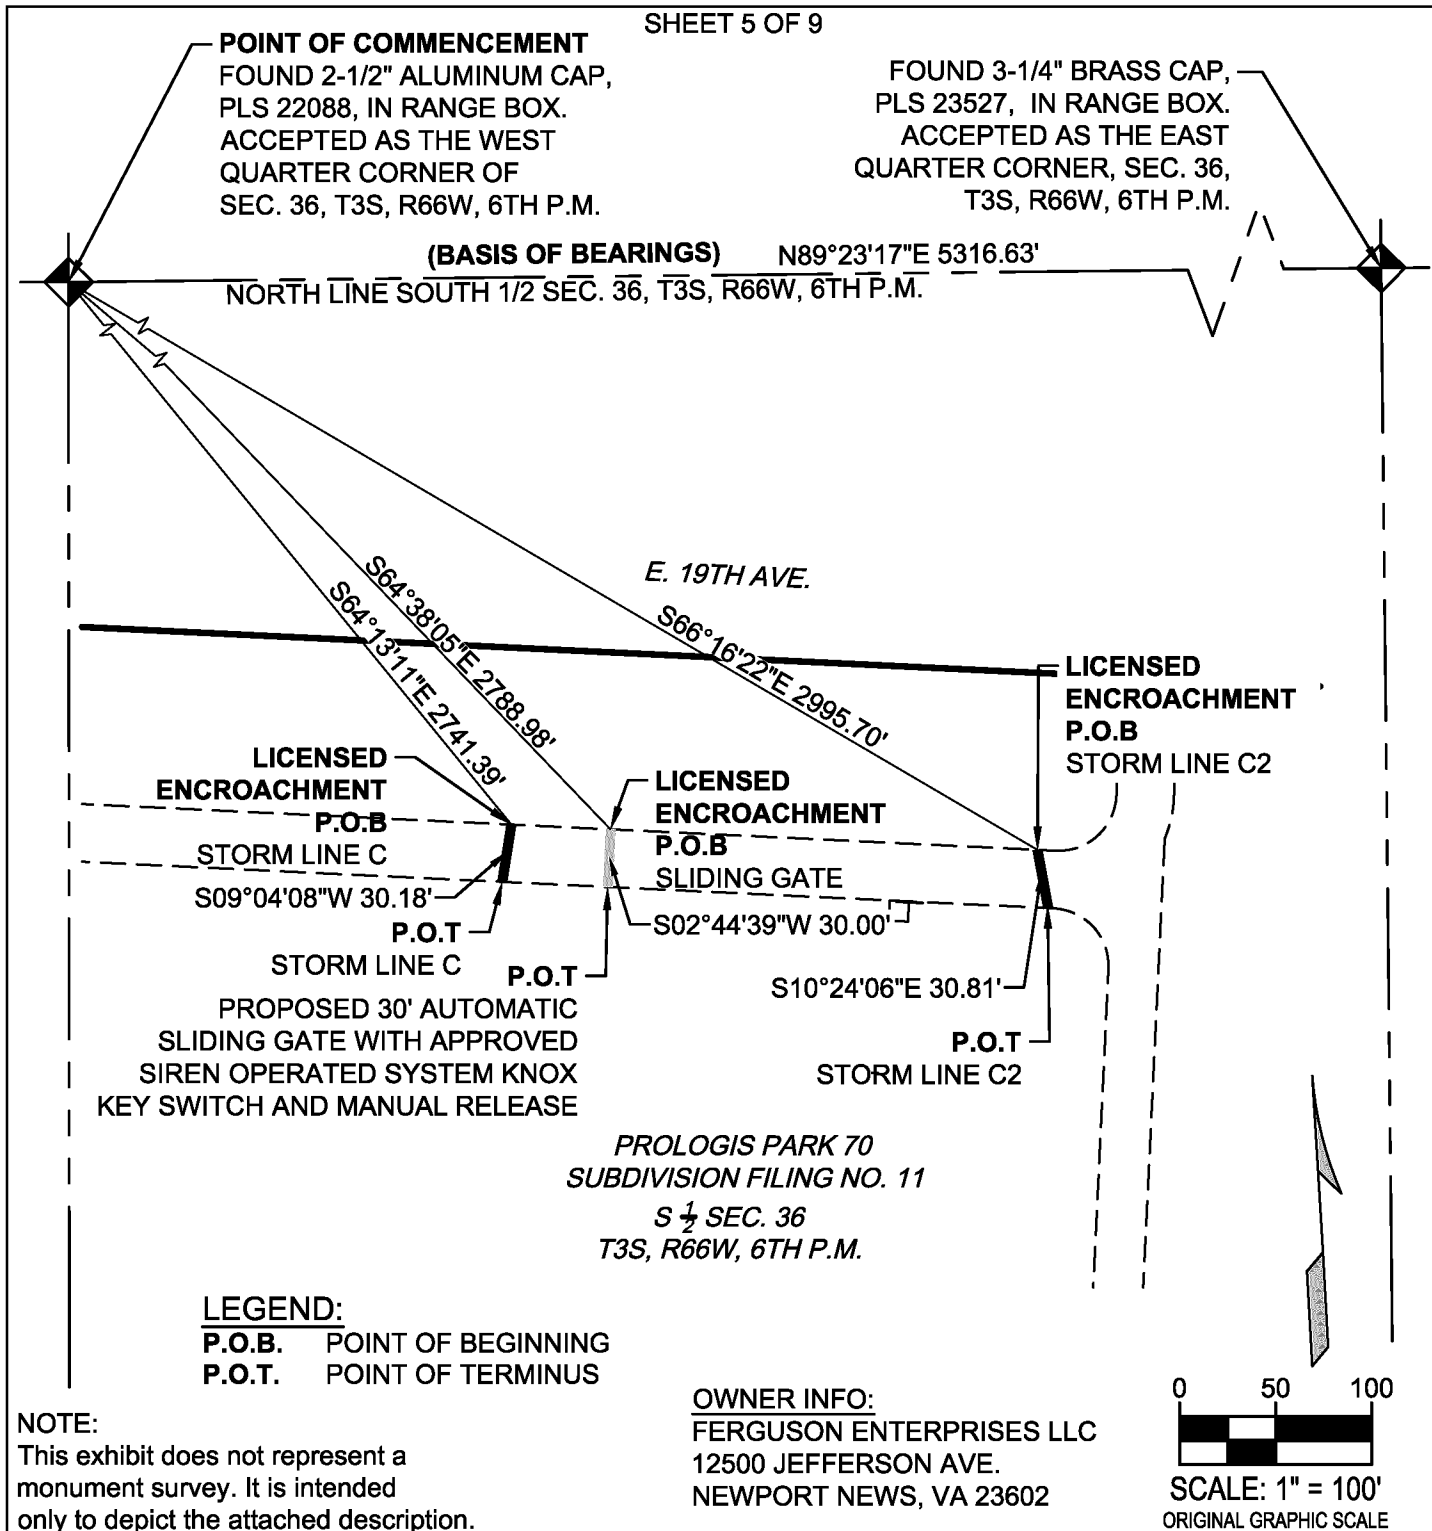 SHEET 5 OF 9
POINT OF COMMENCEMENT
FOUND 2-1/2" ALUMINUM CAP,
PLS 22088, IN RANGE BOX.
ACCEPTED AS THE WEST
QUARTER CORNER OF
SEC. 36, T3S, R66W, 6TH P.M.
FOUND 3-1/4" BRASS CAP,
PLS 23527, IN RANGE BOX.
ACCEPTED AS THE EAST
QUARTER CORNER, SEC. 36,
T3S, R66W, 6TH P.M.
(BASIS OF BEARINGS) N89°23'17"E 5316.63'
NORTH LINE SOUTH 1/2 SEC. 36, T3S, R66W, 6TH P.M.
E. 19TH AVE.
S64°13'11"E 2741.39'
S64°38'05"E 2788.98'
S66°16'22"E 2995.70'
LICENSED
ENCROACHMENT
P.O.B
STORM LINE C2
LICENSED
ENCROACHMENT
P.O.B
STORM LINE C
S09°04'08"W 30.18'
P.O.T
STORM LINE C
LICENSED
ENCROACHMENT
P.O.B
SLIDING GATE
S02°44'39"W 30.00'
P.O.T
PROPOSED 30' AUTOMATIC
SLIDING GATE WITH APPROVED
SIREN OPERATED SYSTEM KNOX
KEY SWITCH AND MANUAL RELEASE
S10°24'06"E 30.81'
P.O.T
STORM LINE C2
PROLOGIS PARK 70
SUBDIVISION FILING NO. 11
S 1/2 SEC. 36
T3S, R66W, 6TH P.M.
LEGEND:
P.O.B. POINT OF BEGINNING
P.O.T. POINT OF TERMINUS
NOTE:
This exhibit does not represent a
monument survey. It is intended
only to depict the attached description.
OWNER INFO:
FERGUSON ENTERPRISES LLC
12500 JEFFERSON AVE.
NEWPORT NEWS, VA 23602
0 50 100
SCALE: 1" = 100'
ORIGINAL GRAPHIC SCALE